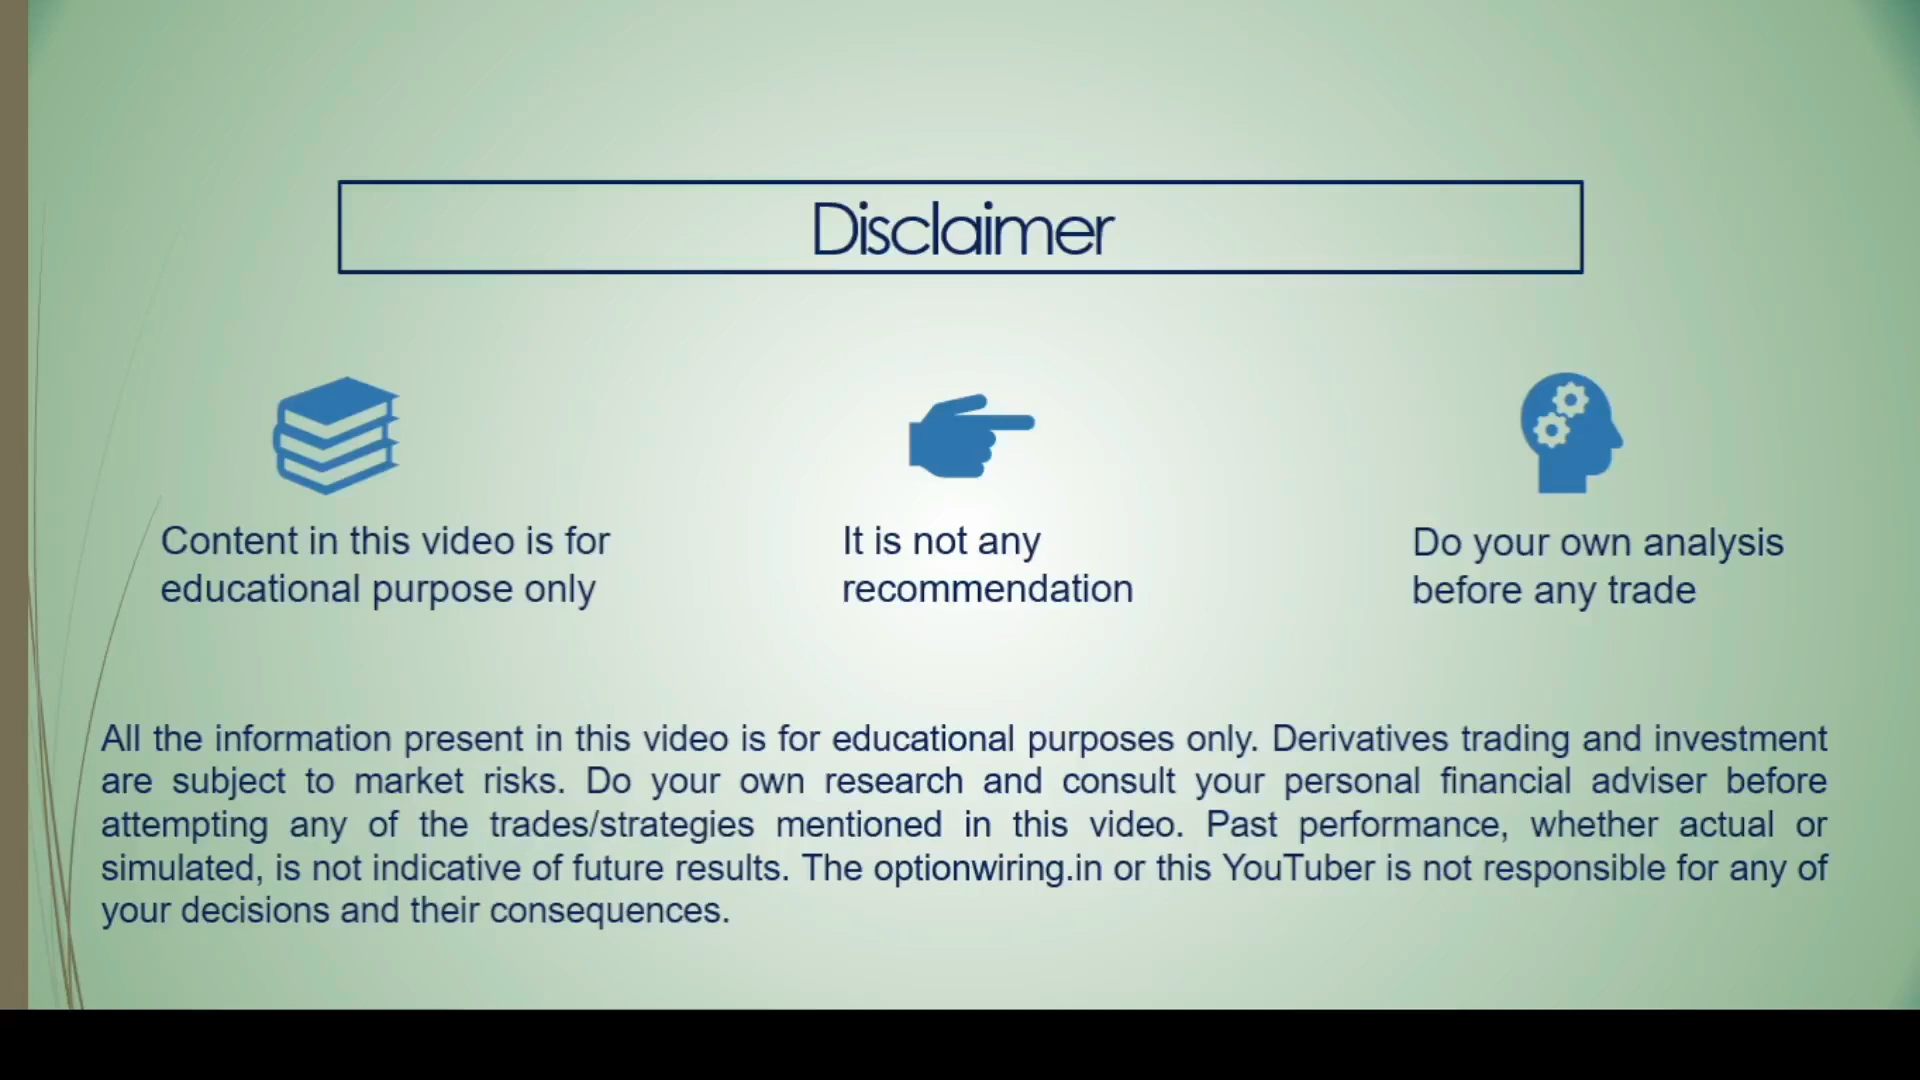 Disclaimer
Content in this video is for
educational purpose only
It is not any
recommendation
Do your own analysis
before any trade
All the information present in this video is for educational purposes only. Derivatives trading and investment
are subject to market risks. Do your own research and consult your personal financial adviser before
attempting any of the trades/strategies mentioned in this video. Past performance, whether actual or
simulated, is not indicative of future results. The optionwiring.in or this YouTuber is not responsible for any of
your decisions and their consequences.